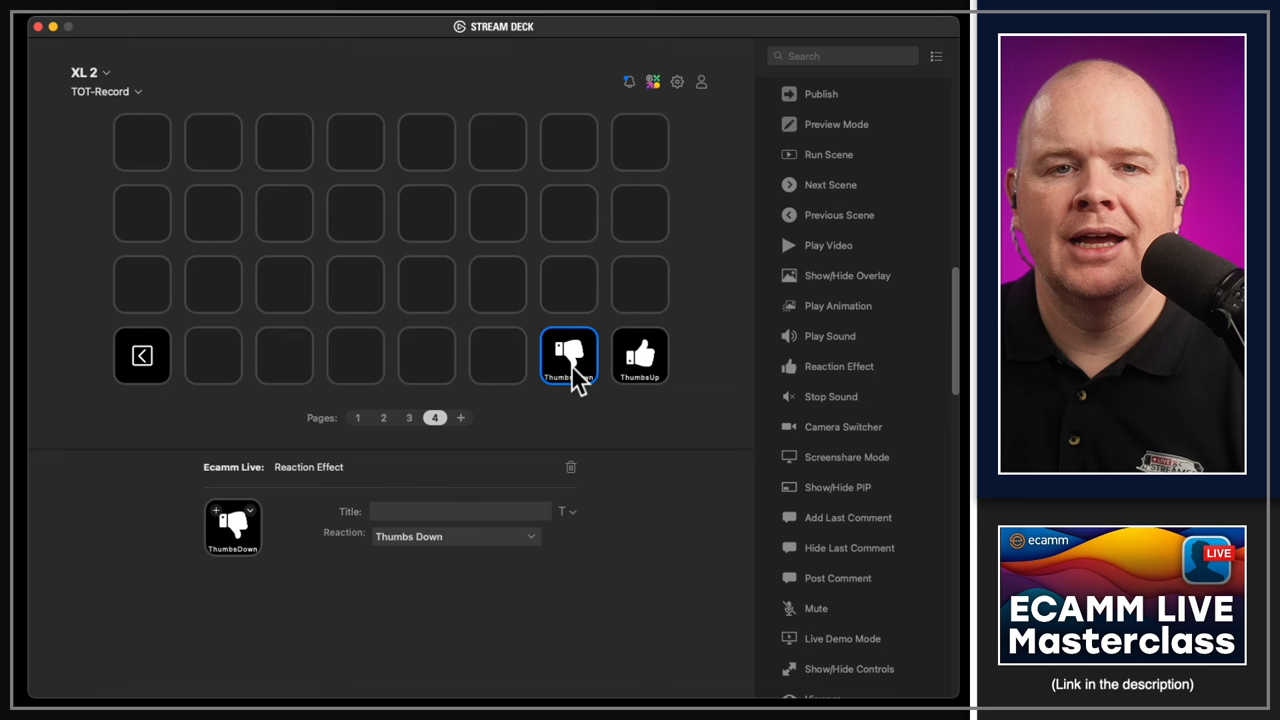 STREAM DECK
XL 2
TOT-Record
ThumbsUp
Pages: 1 2 3 4 +
Ecamm Live: Reaction Effect
ThumbsDown
Title:
T
Reaction: Thumbs Down
Search
Publish
Preview Mode
Run Scene
Next Scene
Previous Scene
Play Video
Show/Hide Overlay
Play Animation
Play Sound
Reaction Effect
Stop Sound
Camera Switcher
Screenshare Mode
Show/Hide PIP
Add Last Comment
Hide Last Comment
Post Comment
Mute
Live Demo Mode
Show/Hide Controls
ecamm
LIVE
ECAMM LIVE
Masterclass
(Link in the description)